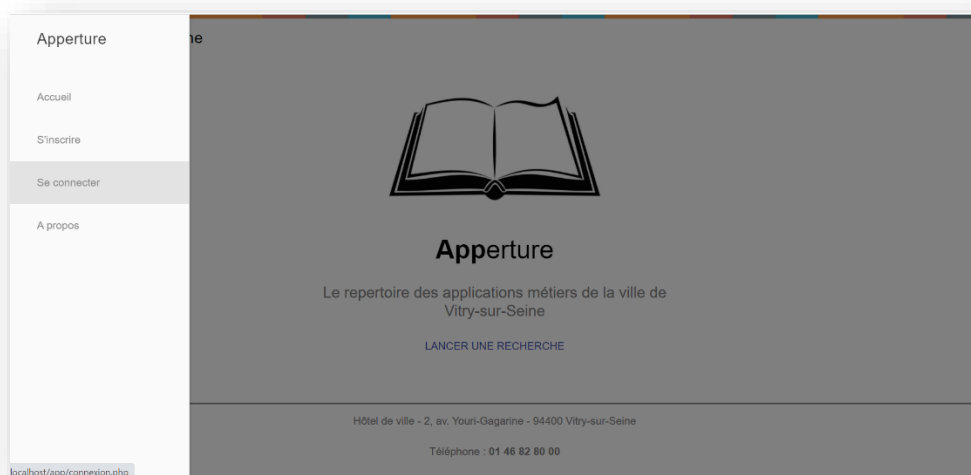 Apperture
ne
Accueil
S'inscrire
Se connecter
A propos
Apperture
Le repertoire des applications métiers de la ville de
Vitry-sur-Seine
LANCER UNE RECHERCHE
Hôtel de ville - 2, av. Youri-Gagarine - 94400 Vitry-sur-Seine
Téléphone : 01 46 82 80 00
localhost/app/connexion.php